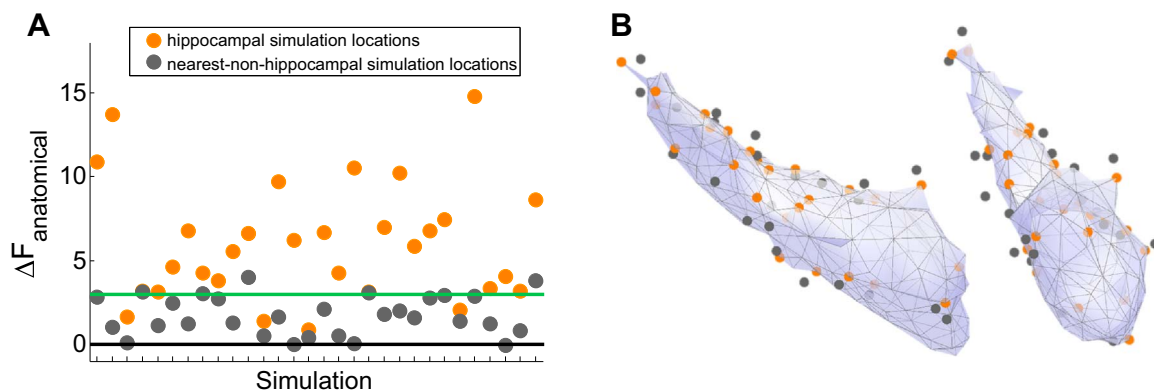 A
B
hippocampal simulation locations
nearest-non-hippocampal simulation locations
15
10
5
0
ΔF anatomical
Simulation